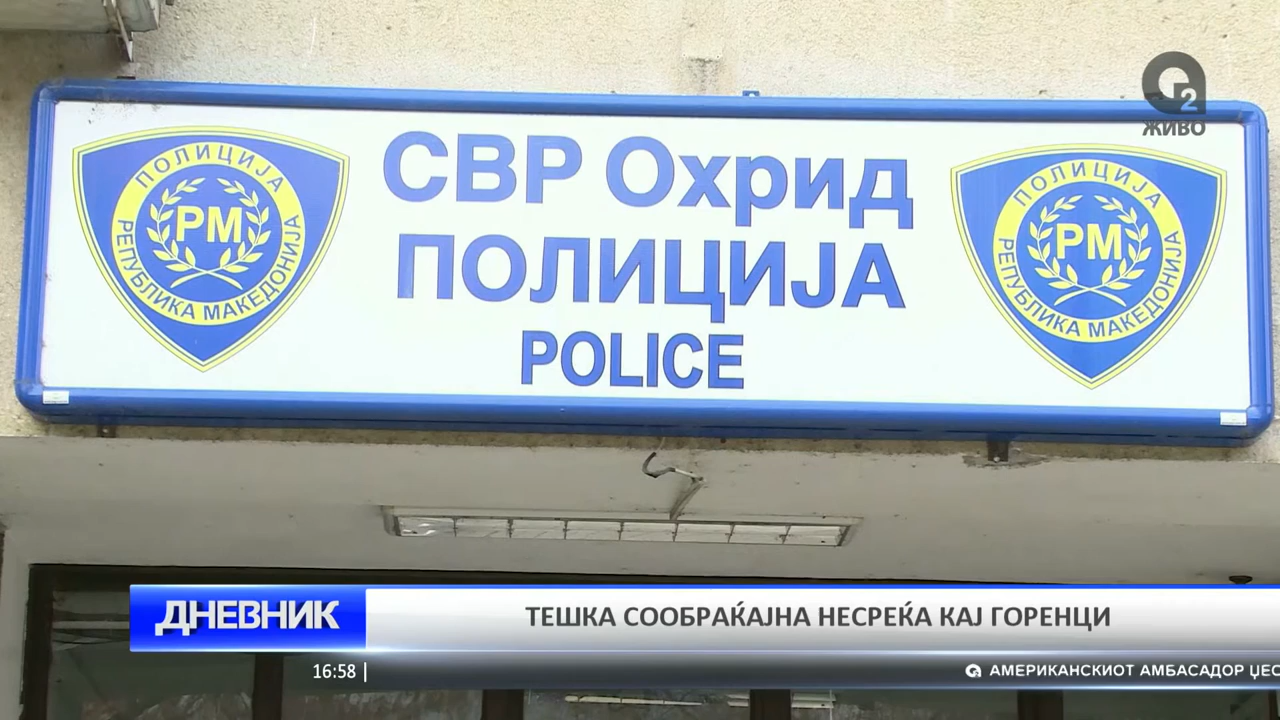 2
ЖИВО
СВР Охрид
ПОЛИЦИЈА
POLICE
ПОЛИЦИЈА
РМ
РЕПУБЛИКА МАКЕДОНИЈА
ПОЛИЦИЈА
РМ
РЕПУБЛИКА МАКЕДОНИЈА
ДНЕВНИК
ТЕШКА СООБРАЌАЈНА НЕСРЕЌА КАЈ ГОРЕНЦИ
16:58 |
АМЕРИКАНСКИОТ АМБАСАДОР ЏЕС